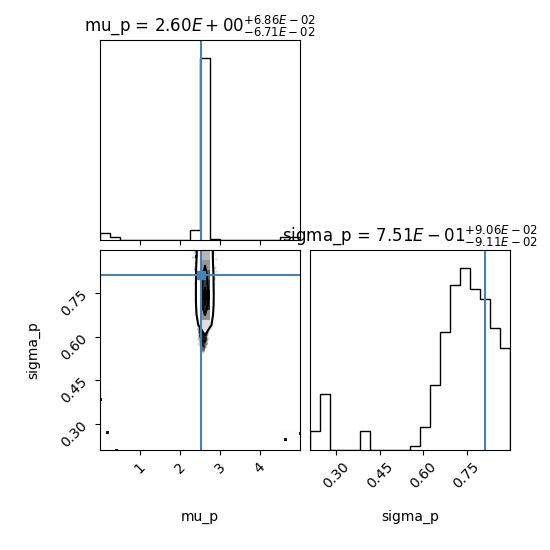 mu_p = 2.60E + 00+6.86E − 02 −6.71E − 02
sigma_p = 7.51E − 01+9.06E − 02 −9.11E − 02
0.75
0.60
0.45
0.30
sigma_p
1 2 3 4
0.30 0.45 0.60 0.75
mu_p
sigma_p